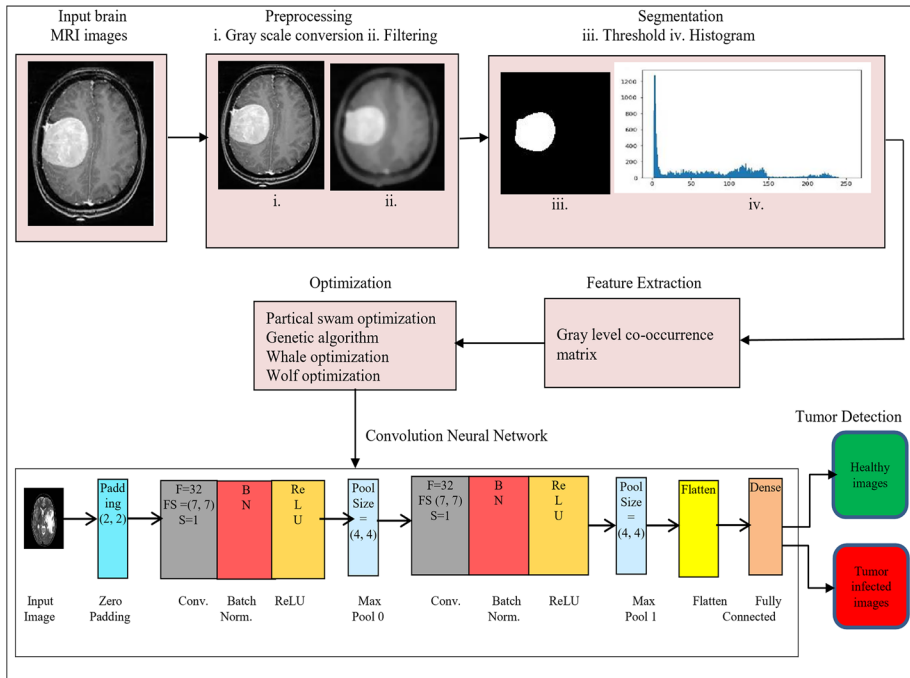 Input brain
MRI images
Preprocessing
i. Gray scale conversion ii. Filtering
Segmentation
iii. Threshold iv. Histogram
i.
ii.
iii.
1200
1000
800
600
400
200
0
0
50
100
150
200
250
iv.
Optimization
Partical swam optimization
Genetic algorithm
Whale optimization
Wolf optimization
Feature Extraction
Gray level co-occurrence
matrix
Convolution Neural Network
Tumor Detection
Healthy
images
Tumor
infected
images
Padd
ing
(2, 2)
F=32
FS =(7, 7)
S=1
B
N
Re
L
U
Pool
Size
=
(4, 4)
F=32
FS (7, 7)
S=1
B
N
Re
L
U
Pool
Size
=
(4, 4)
Flatten
Dense
Input
Image
Zero
Padding
Conv.
Batch
Norm.
ReLU
Max
Pool 0
Conv.
Batch
Norm.
ReLU
Max
Pool 1
Flatten
Fully
Connected